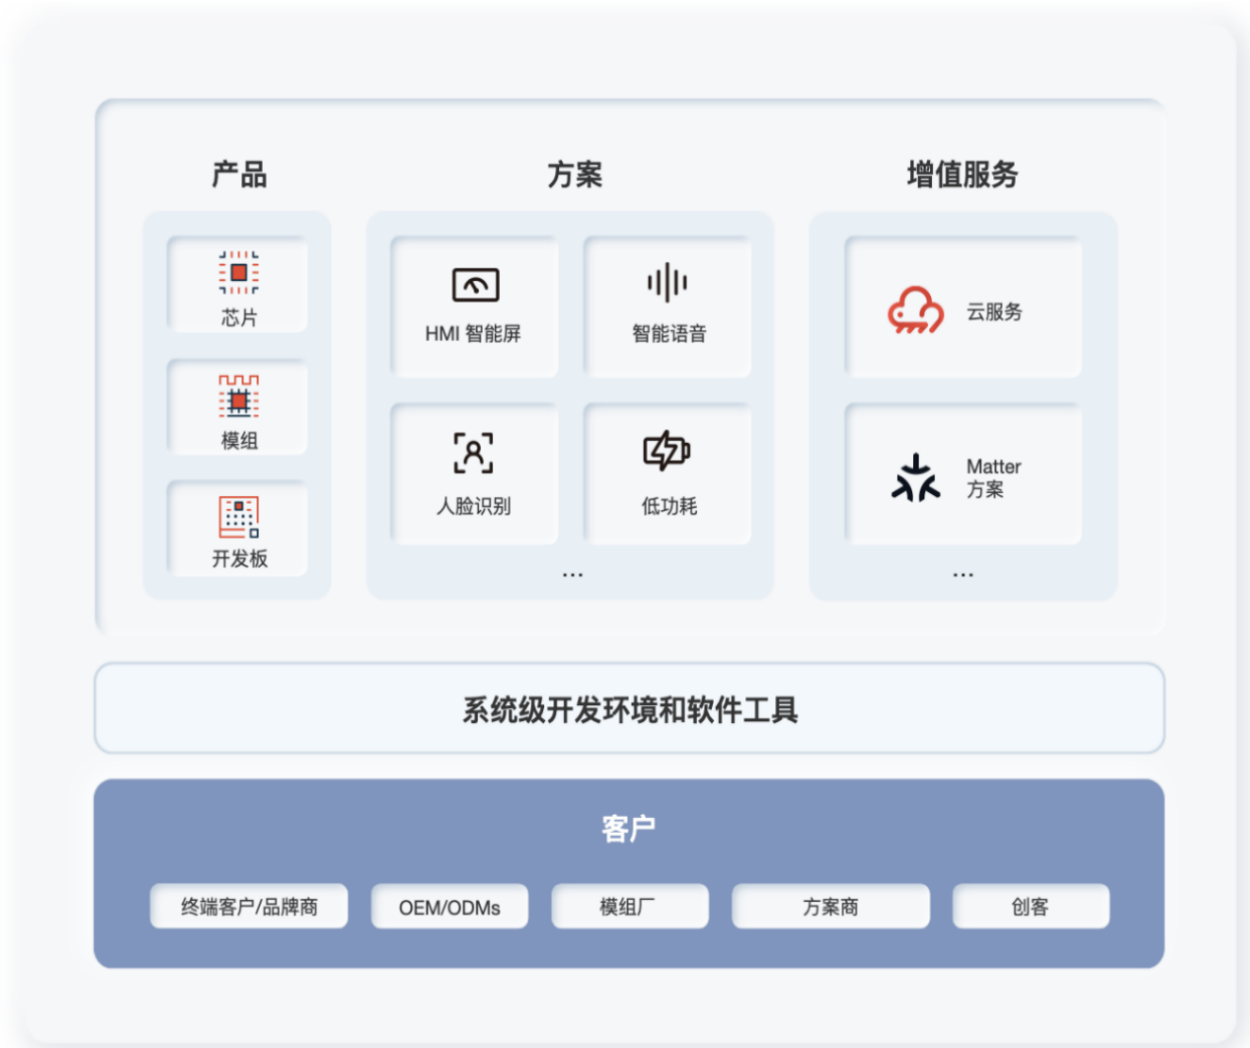 产品
方案
增值服务
芯片
模组
开发板
HMI 智能屏
智能语音
人脸识别
低功耗
...
云服务
Matter
方案
...
系统级开发环境和软件工具
客户
终端客户/品牌商
OEM/ODMs
模组厂
方案商
创客